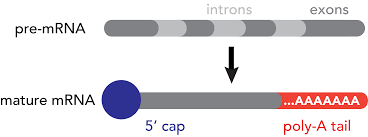 introns exons
pre-mRNA
mature mRNA ...AAAAAAA
5' cap poly-A tail